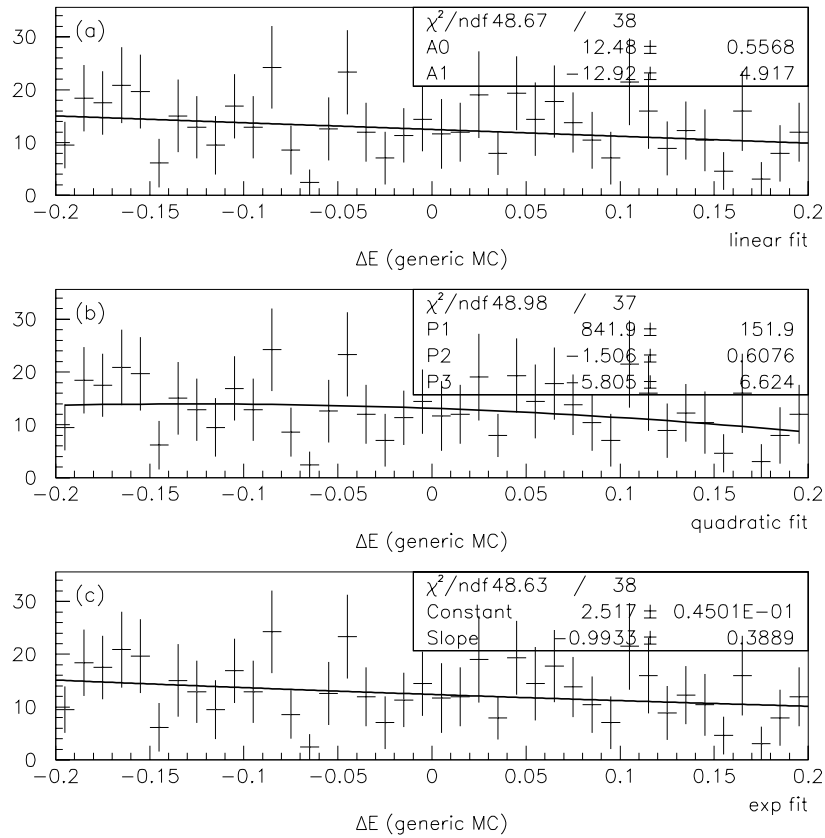 (a)
χ²/ndf 48.67 / 38
A0 12.48 ± 0.5568
A1 −12.92 ± 4.917
30
20
10
0
−0.2 −0.15 −0.1 −0.05 0 0.05 0.1 0.15 0.2
linear fit
ΔE (generic MC)
(b)
χ²/ndf 48.98 / 37
P1 841.9 ± 151.9
P2 −1.506 ± 0.6076
P3 −5.805 ± 6.624
30
20
10
0
−0.2 −0.15 −0.1 −0.05 0 0.05 0.1 0.15 0.2
quadratic fit
ΔE (generic MC)
(c)
χ²/ndf 48.63 / 38
Constant 2.517 ± 0.4501E−01
Slope −0.9933 ± 0.3889
30
20
10
0
−0.2 −0.15 −0.1 −0.05 0 0.05 0.1 0.15 0.2
exp fit
ΔE (generic MC)